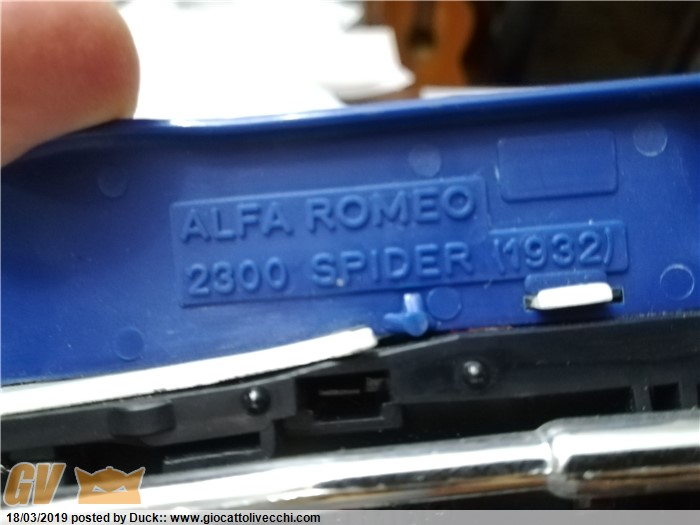 ALFA ROMEO
2300 SPIDER (1932)
GV
18/03/2019 posted by Duck:: www.giocattolivecchi.com